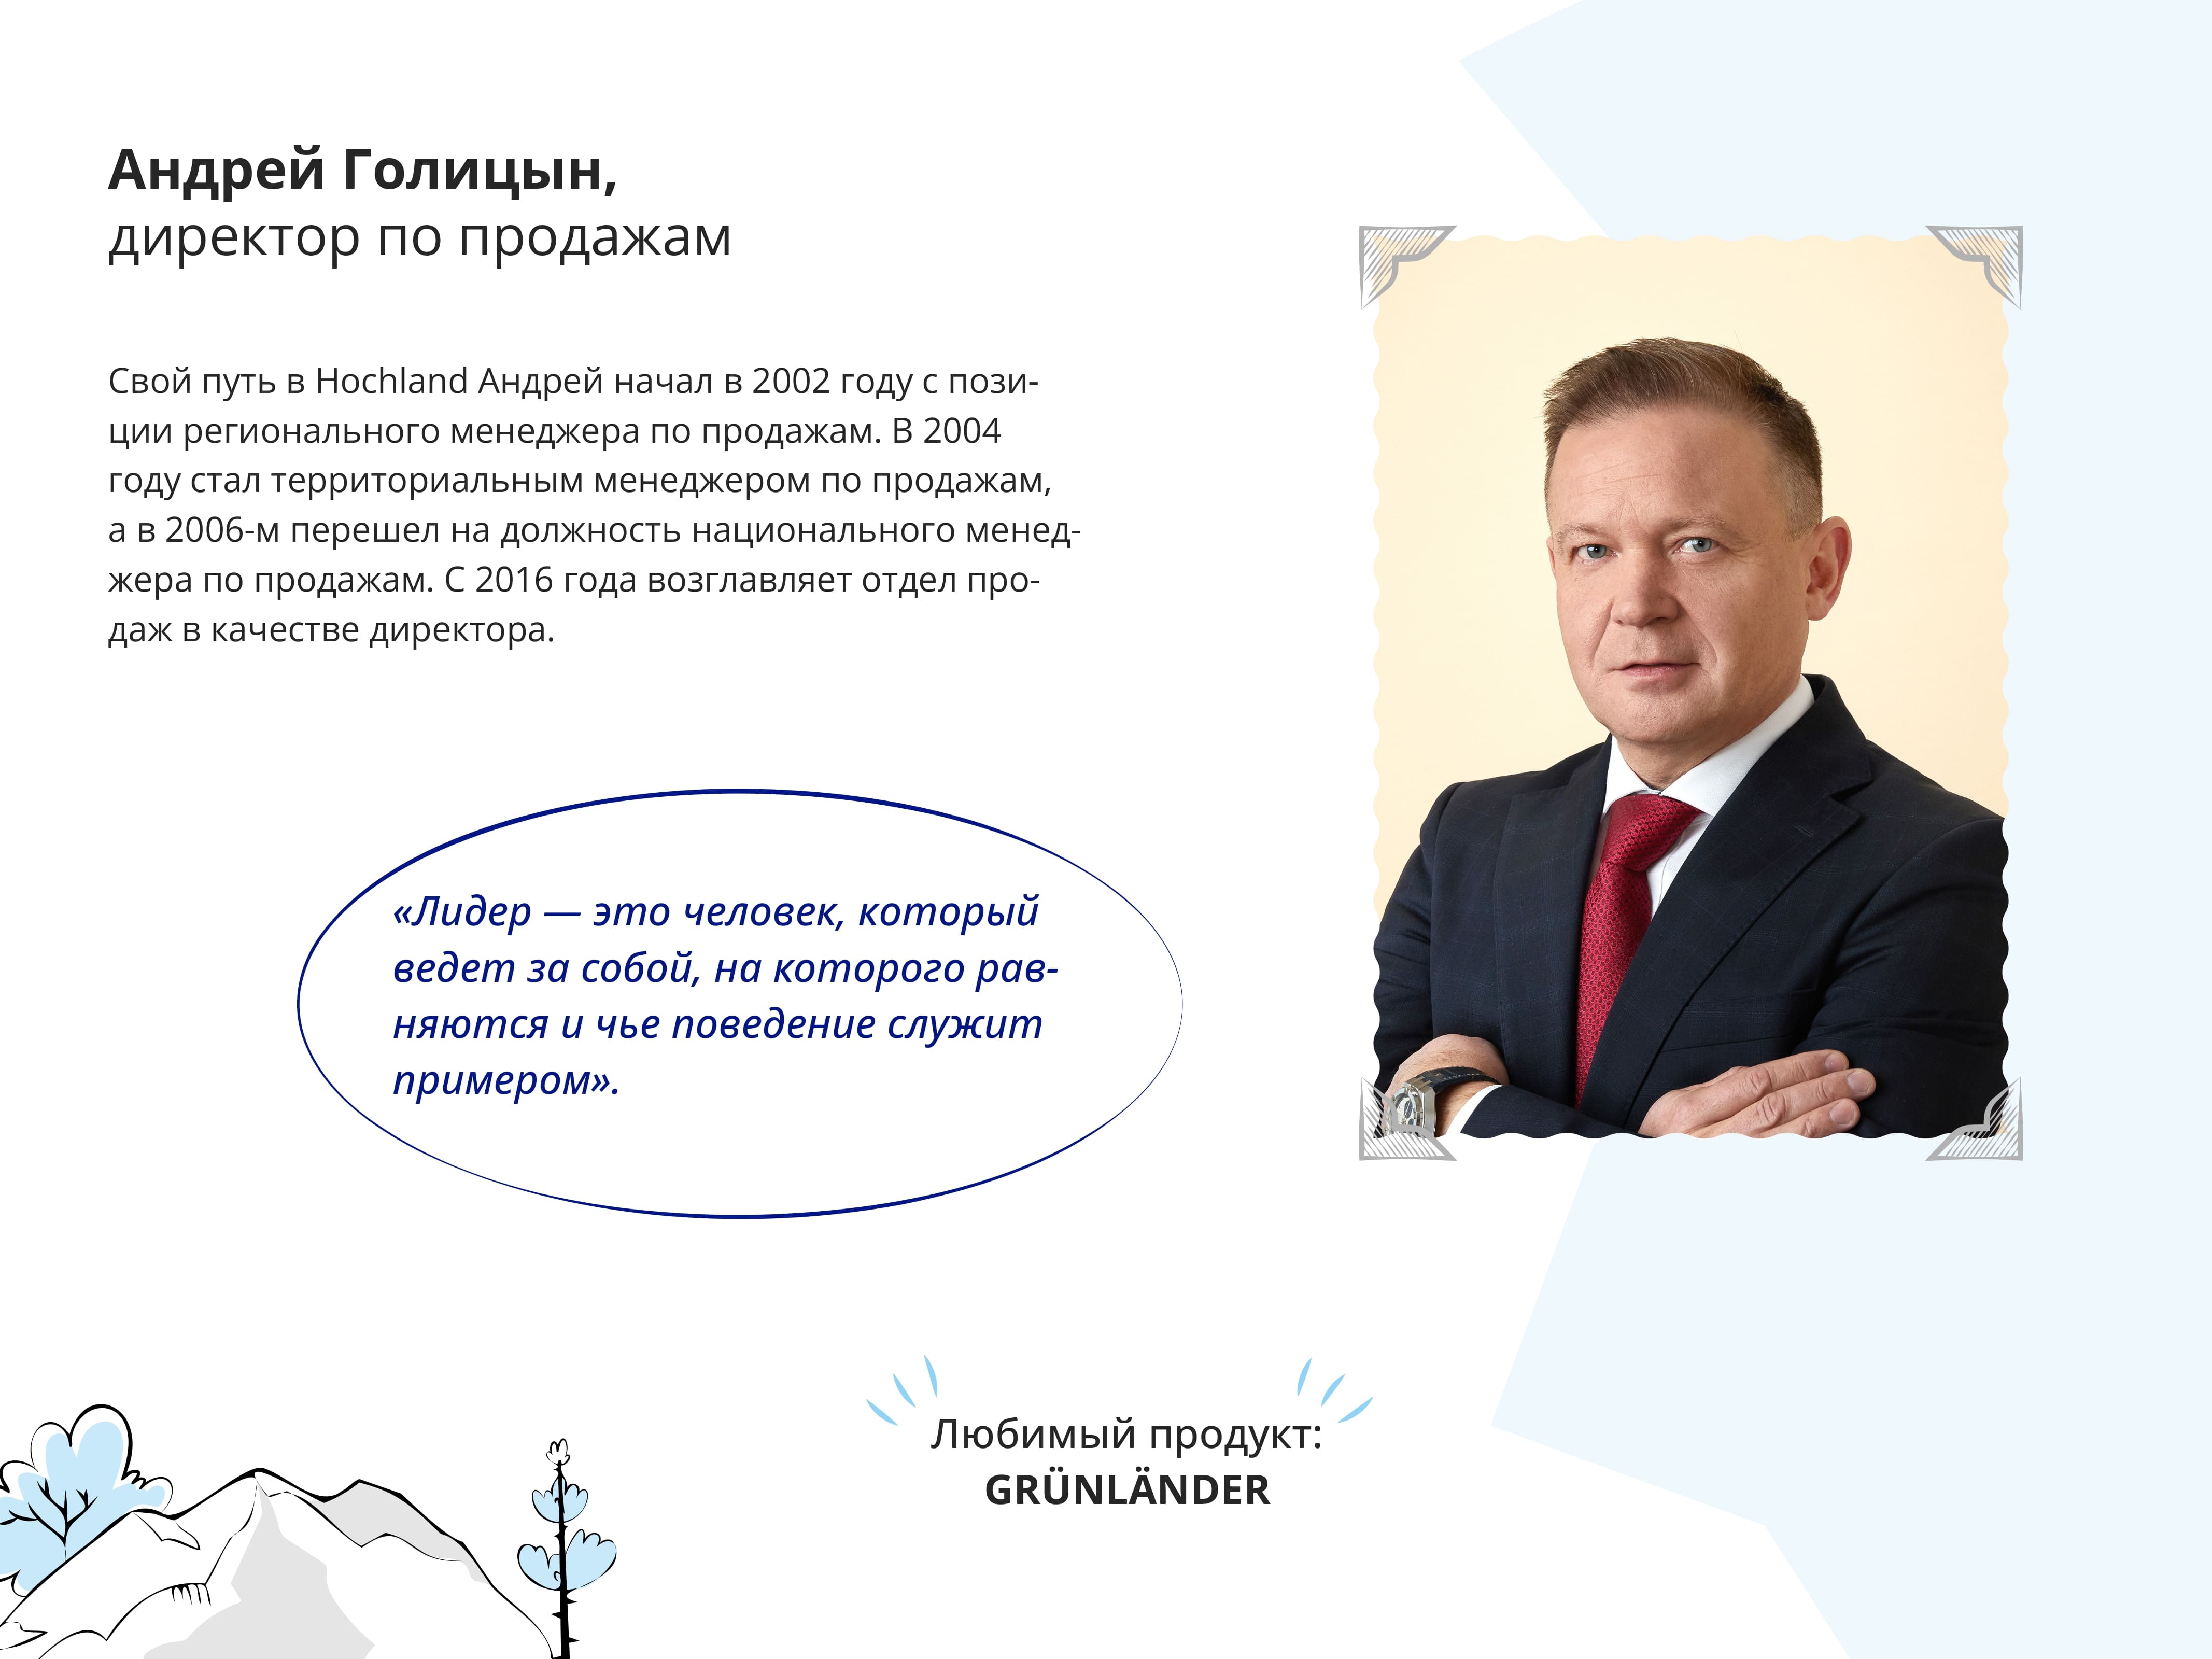 Андрей Голицын,
директор по продажам
Свой путь в Hochland Андрей начал в 2002 году с пози-
ции регионального менеджера по продажам. В 2004
году стал территориальным менеджером по продажам,
а в 2006-м перешел на должность национального менед-
жера по продажам. С 2016 года возглавляет отдел про-
даж в качестве директора.
«Лидер — это человек, который
ведет за собой, на которого рав-
няются и чье поведение служит
примером».
Любимый продукт:
GRÜNLÄNDER